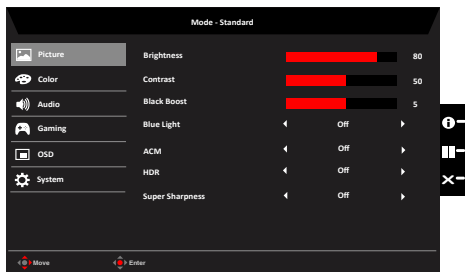 Mode - Standard
Picture
Color
Audio
Gaming
OSD
System
Brightness 80
Contrast 50
Black Boost 5
Blue Light Off
ACM Off
HDR Off
Super Sharpness Off
Move Enter